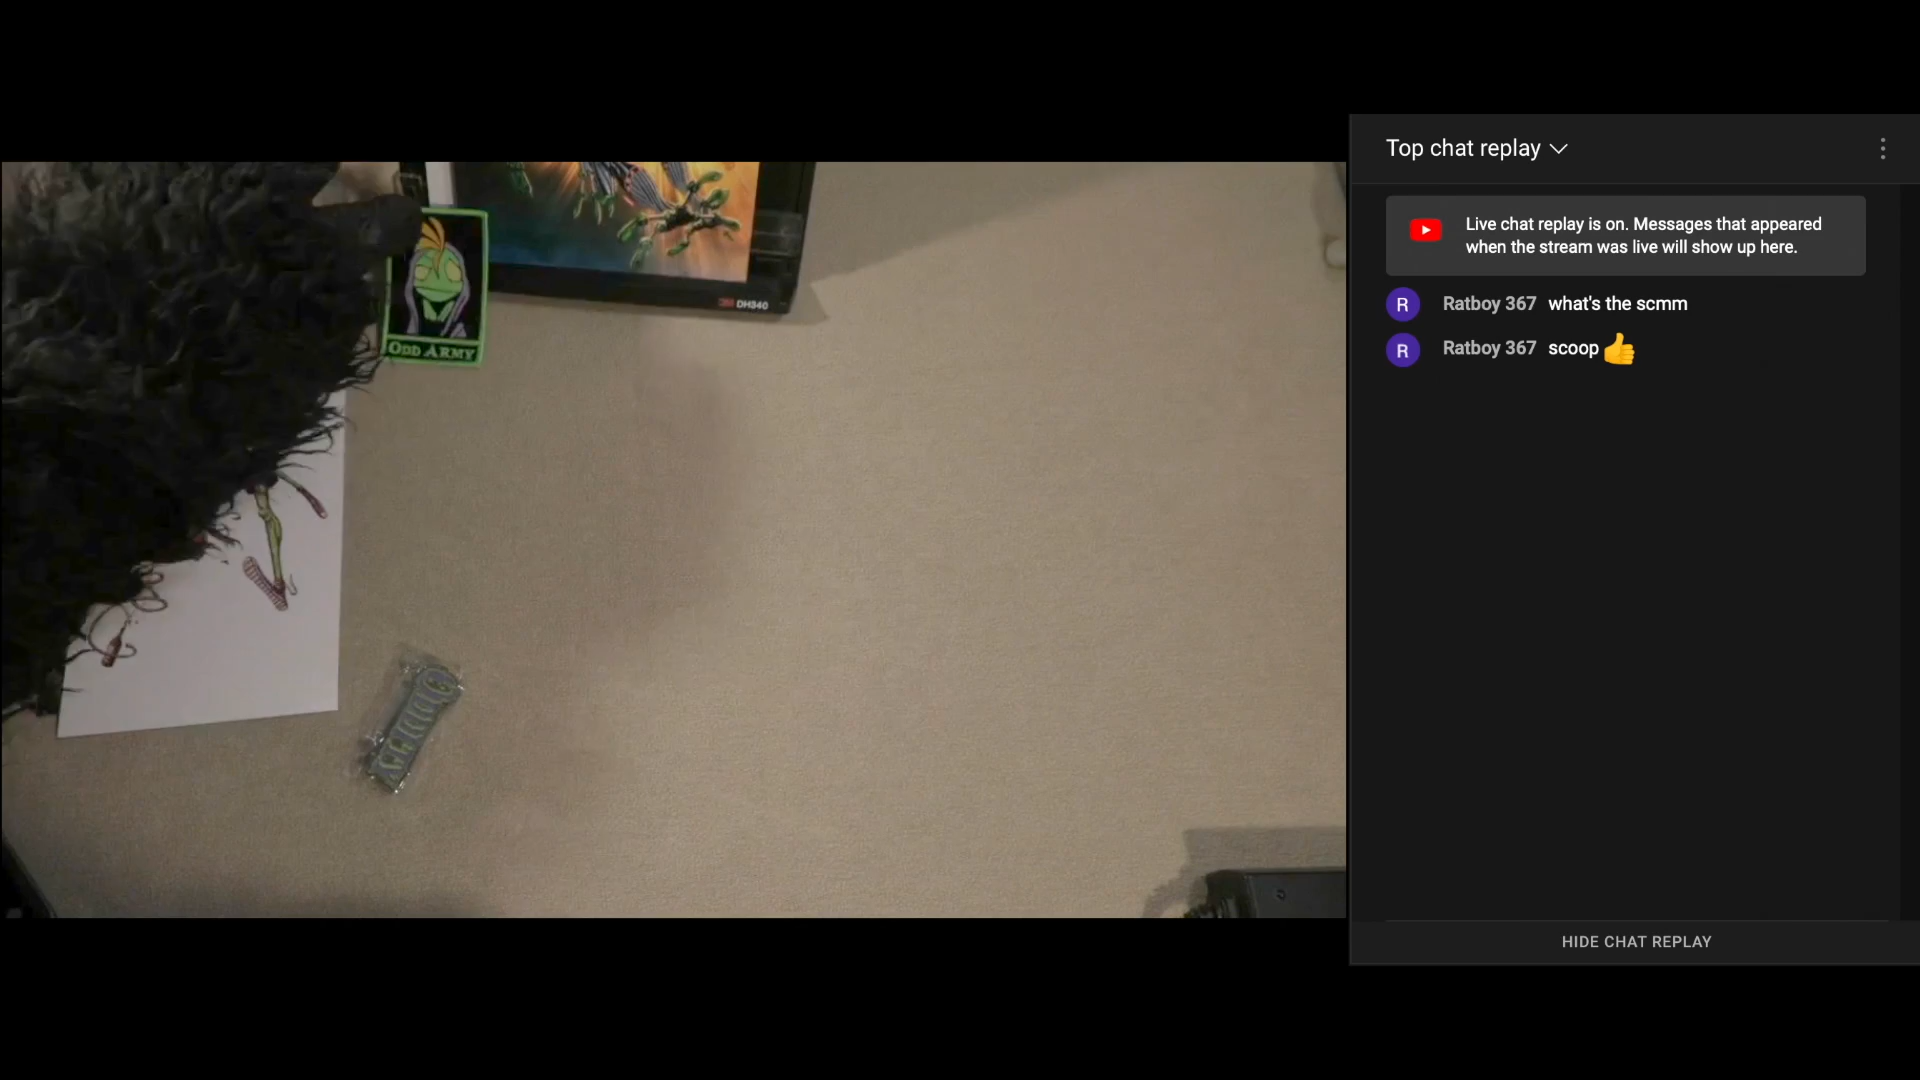 Top chat replay
Live chat replay is on. Messages that appeared
when the stream was live will show up here.
R Ratboy 367 what's the scmm
R Ratboy 367 scoop 👍
HIDE CHAT REPLAY
ODD ARMY
3M DH340